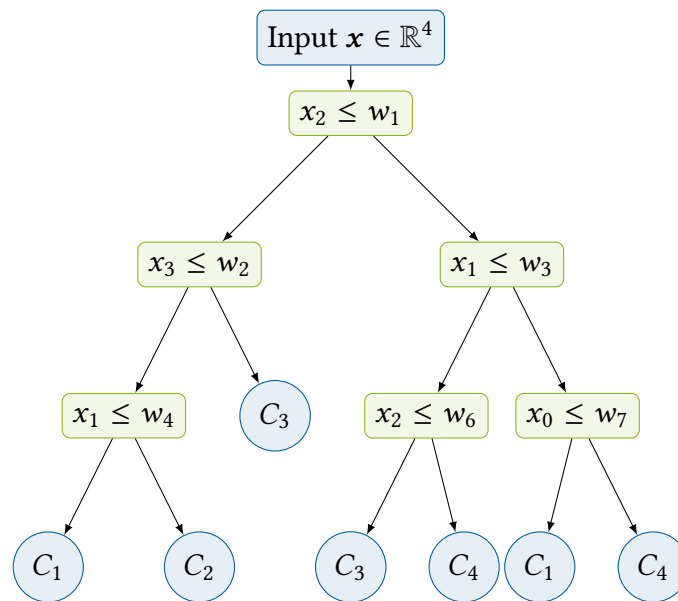 Input 𝒙 ∈ ℝ⁴
x₂ ≤ w₁
x₃ ≤ w₂
x₁ ≤ w₃
x₁ ≤ w₄
C₃
x₂ ≤ w₆
x₀ ≤ w₇
C₁
C₂
C₃
C₄
C₁
C₄